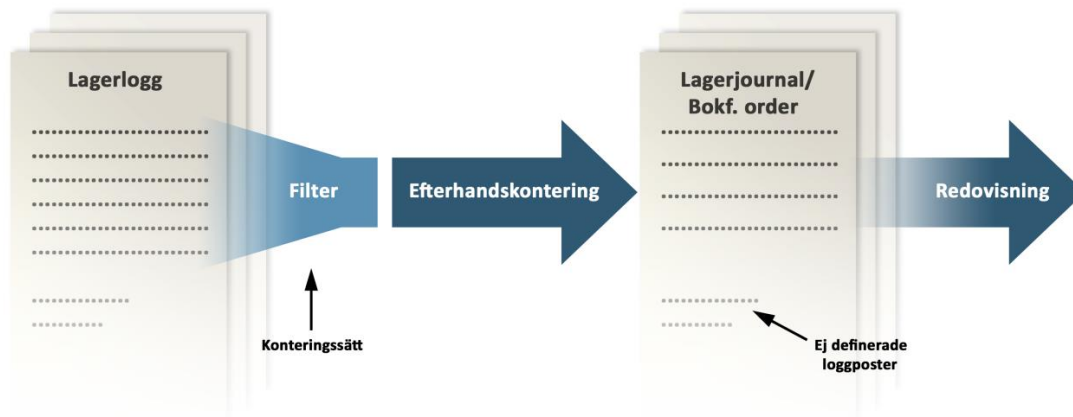 Lagerlogg
Lagerjournal/
Bokf. order
Filter
Efterhandskontering
Redovisning
Konteringssätt
Ej definerade
loggposter